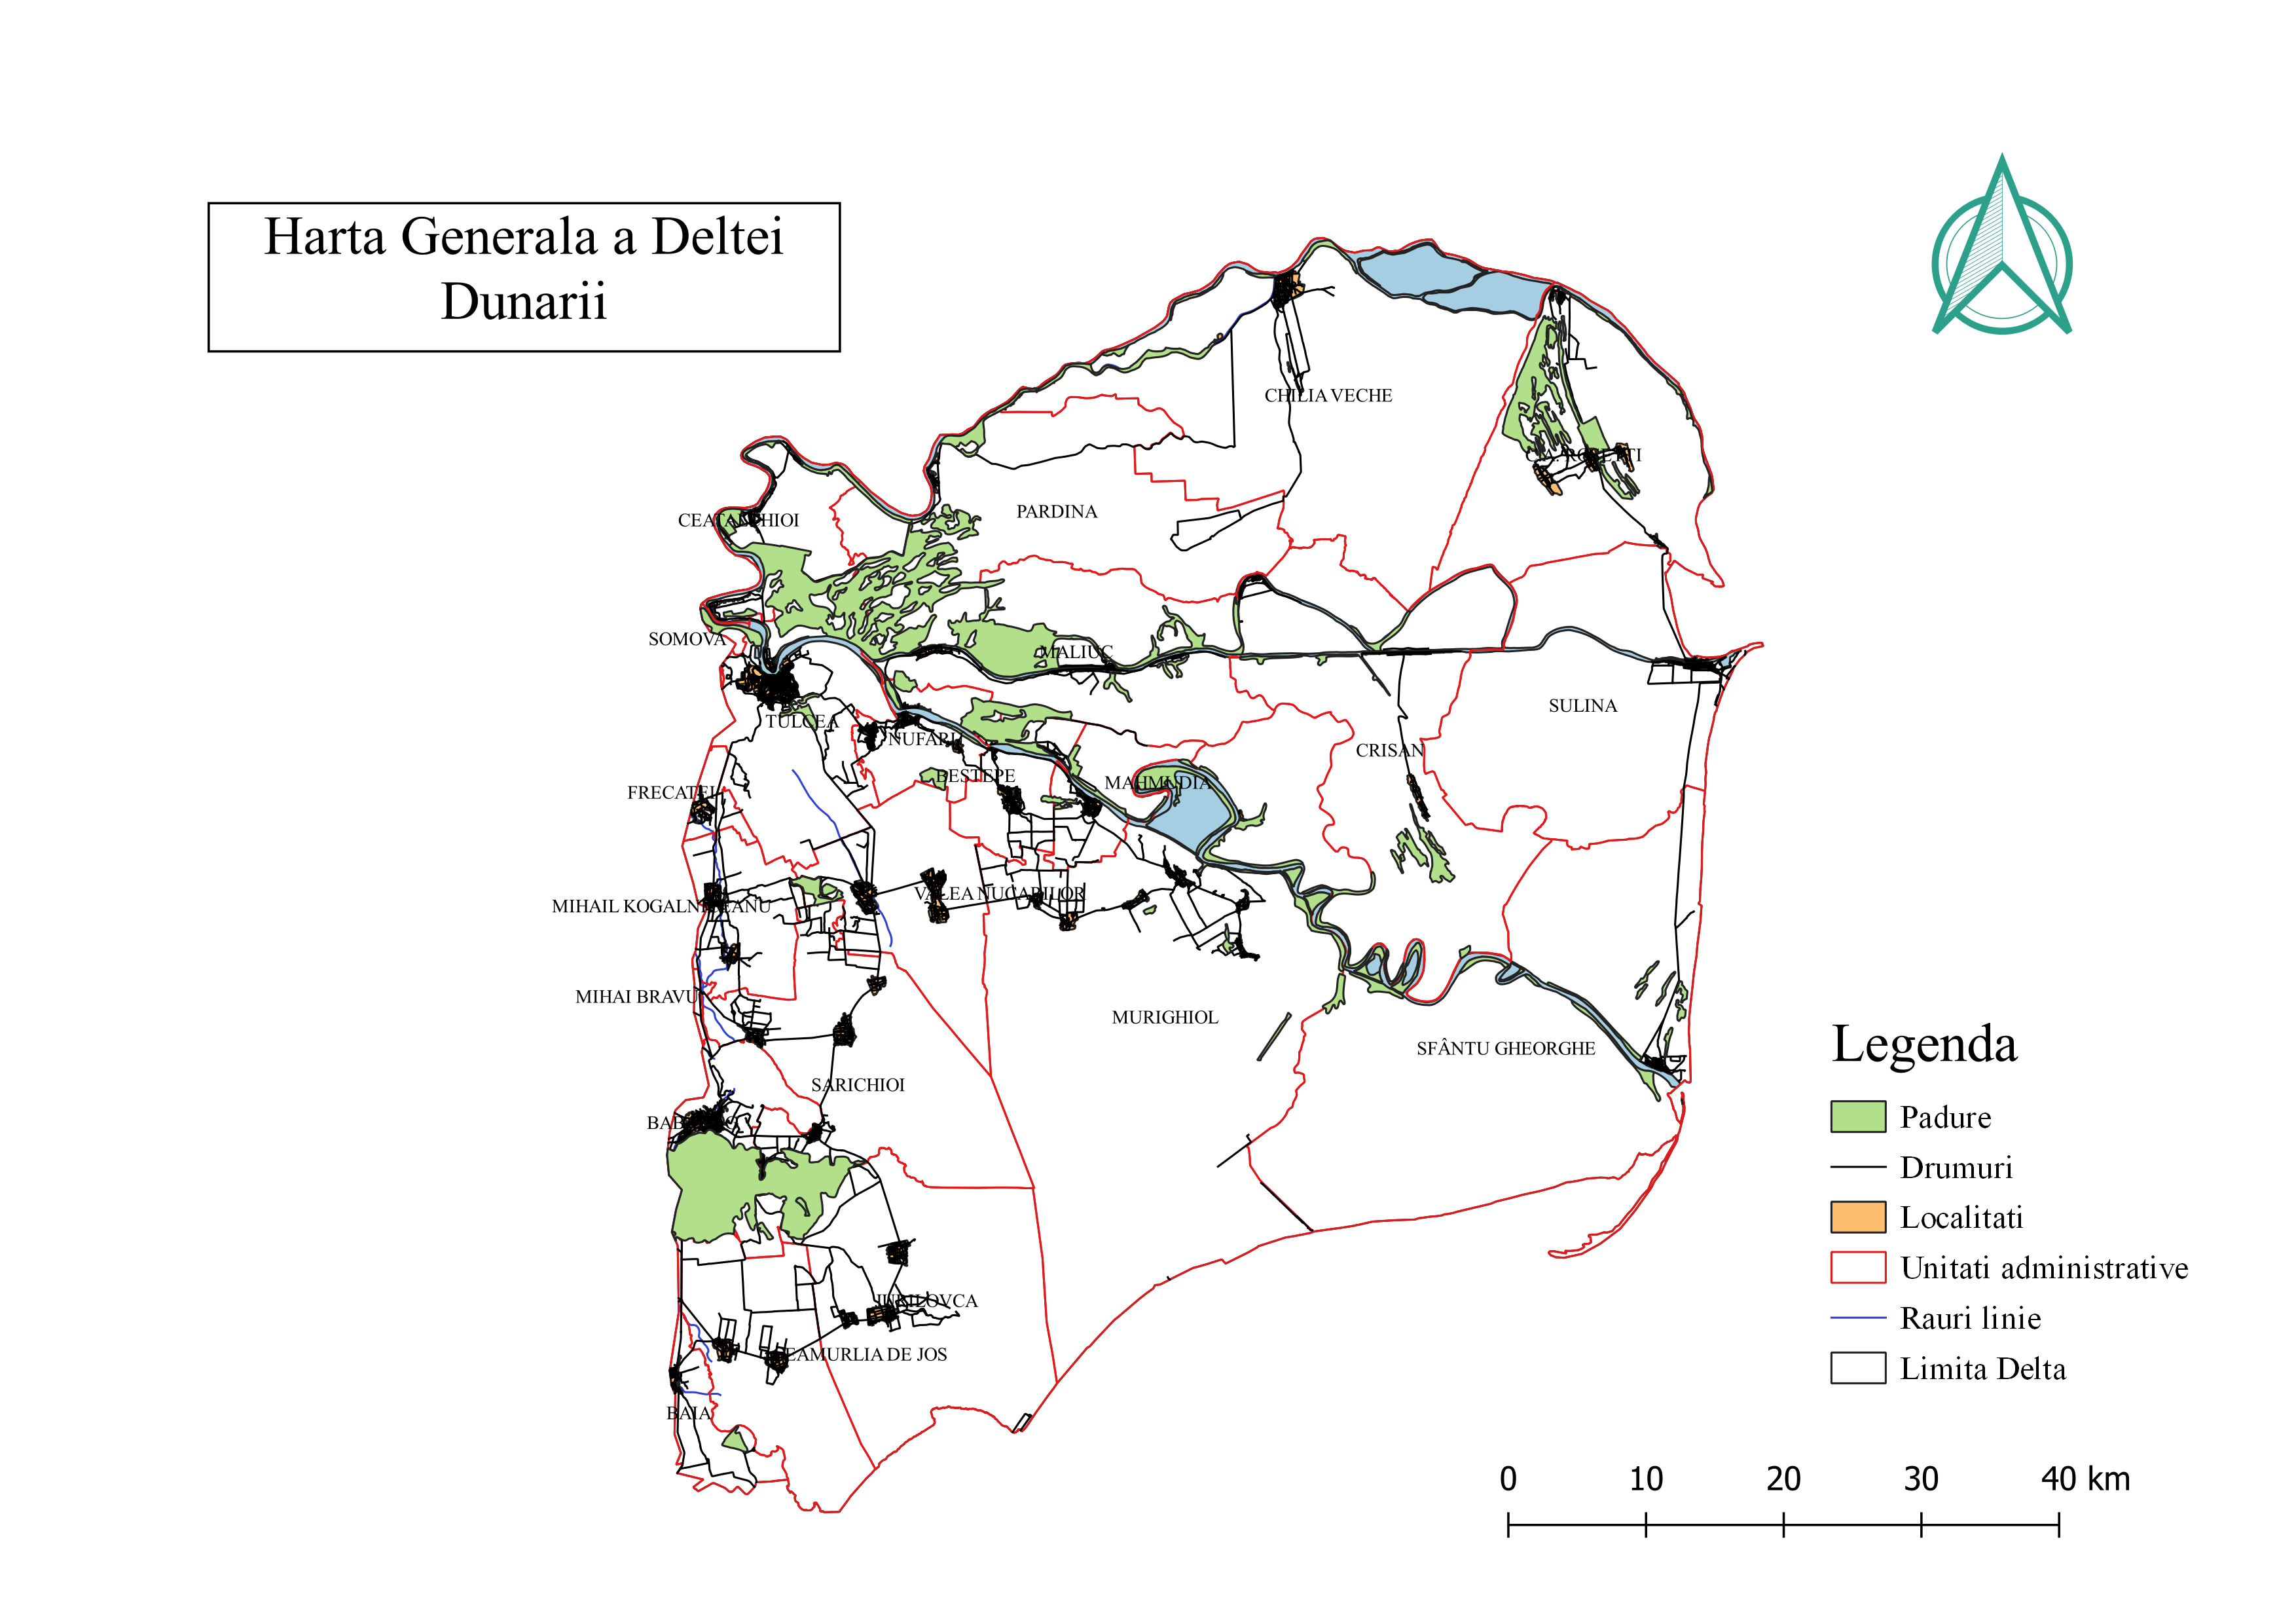 Harta Generala a Deltei
Dunarii
CHILIA VECHE
C.A. ROSETTI
PARDINA
CEATALCHIOI
SOMOVA
MALIUC
SULINA
TULCEA
NUFARU
CRISAN
BESTEPE
MAHMUDIA
FRECATEI
VALEA NUCARILOR
MIHAIL KOGALNICEANU
MIHAI BRAVU
MURIGHIOL
SFÂNTU GHEORGHE
SARICHIOI
BABADAG
JURILOVCA
CEAMURLIA DE JOS
BAIA
Legenda
Padure
Drumuri
Localitati
Unitati administrative
Rauri linie
Limita Delta
0 10 20 30 40 km